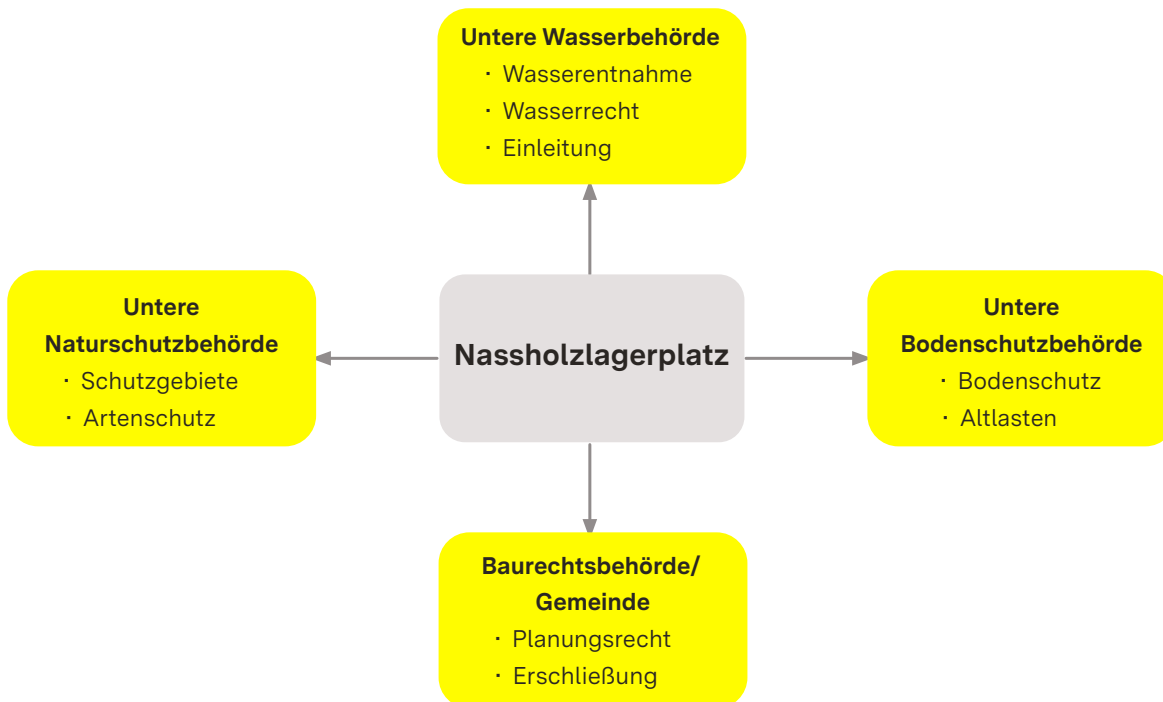 Untere Wasserbehörde
· Wasserentnahme
· Wasserrecht
· Einleitung
Untere
Naturschutzbehörde
· Schutzgebiete
· Artenschutz
Nassholzlagerplatz
Untere
Bodenschutzbehörde
· Bodenschutz
· Altlasten
Baurechtsbehörde/
Gemeinde
· Planungsrecht
· Erschließung